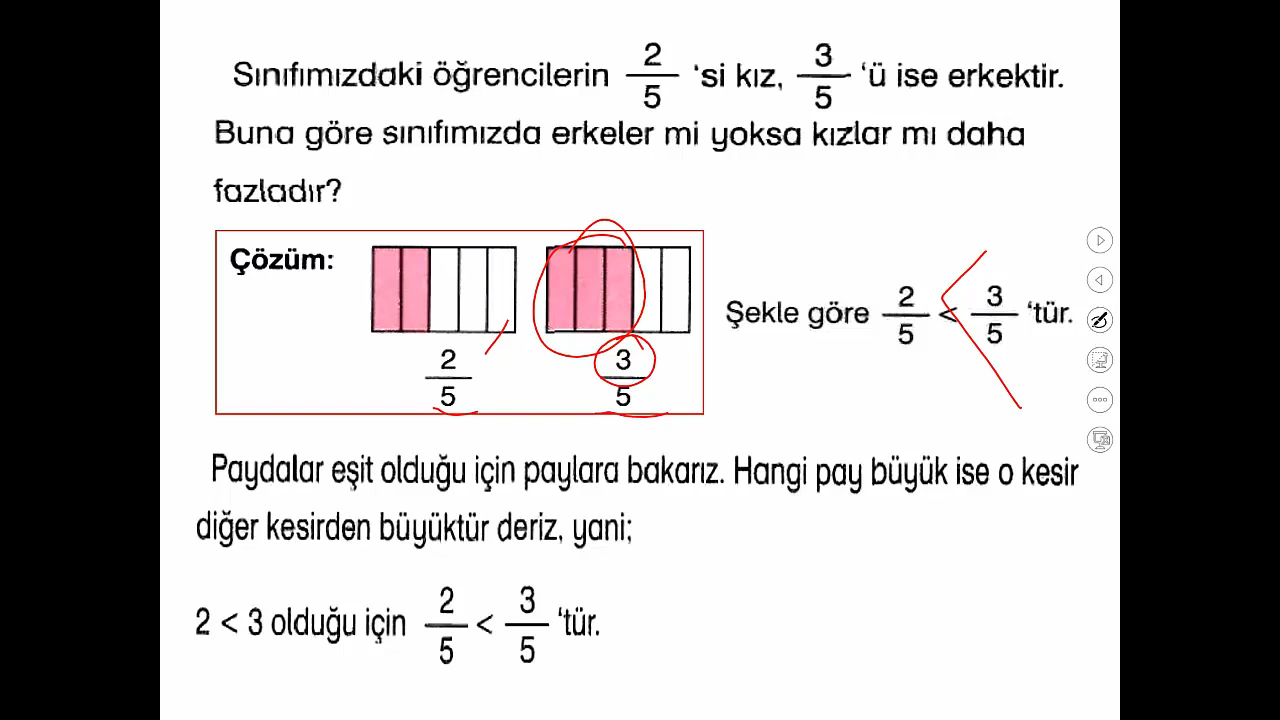 Sınıfımızdaki öğrencilerin 2/5 'si kız, 3/5 'ü ise erkektir.
Buna göre sınıfımızda erkeler mi yoksa kızlar mı daha
fazladır?
Çözüm:
2/5 3/5
Şekle göre 2/5 < 3/5 'tür.
Paydalar eşit olduğu için paylara bakarız. Hangi pay büyük ise o kesir
diğer kesirden büyüktür deriz, yani;
2 < 3 olduğu için 2/5 < 3/5 'tür.